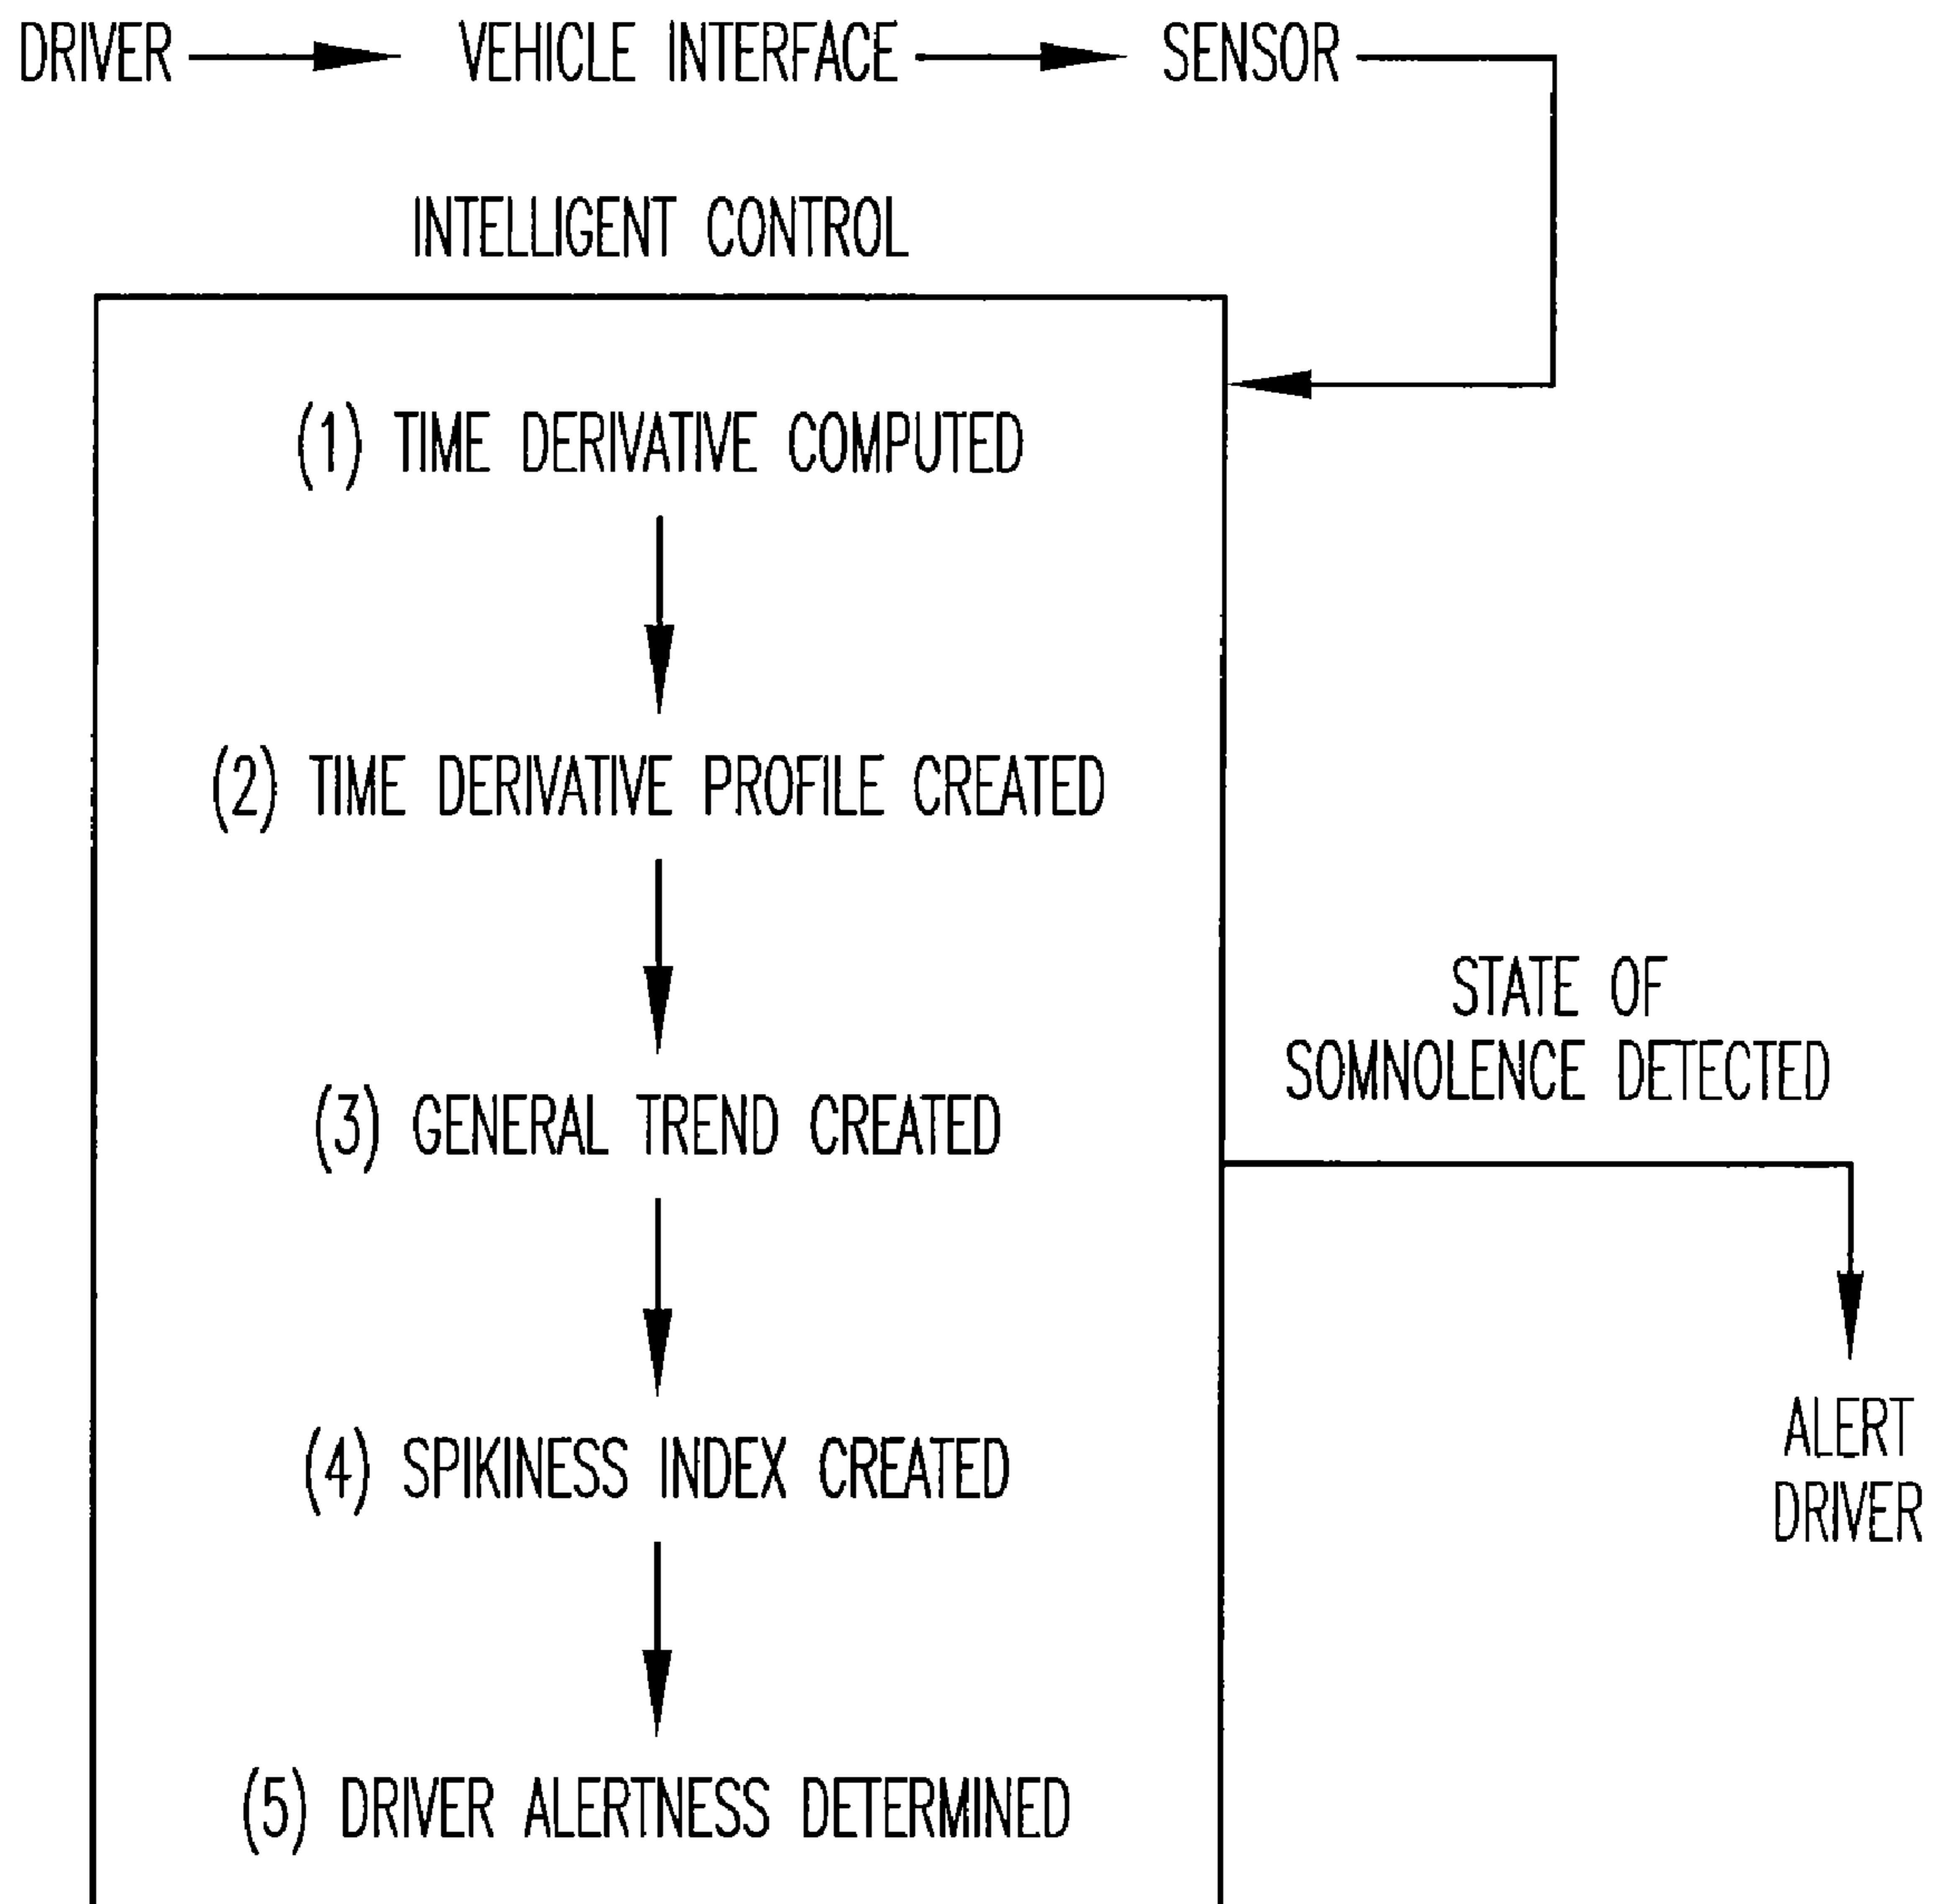 DRIVER VEHICLE INTERFACE SENSOR
INTELLIGENT CONTROL
(1) TIME DERIVATIVE COMPUTED
(2) TIME DERIVATIVE PROFILE CREATED
(3) GENERAL TREND CREATED
(4) SPIKINESS INDEX CREATED
(5) DRIVER ALERTNESS DETERMINED
STATE OF
SOMNOLENCE DETECTED
ALERT
DRIVER